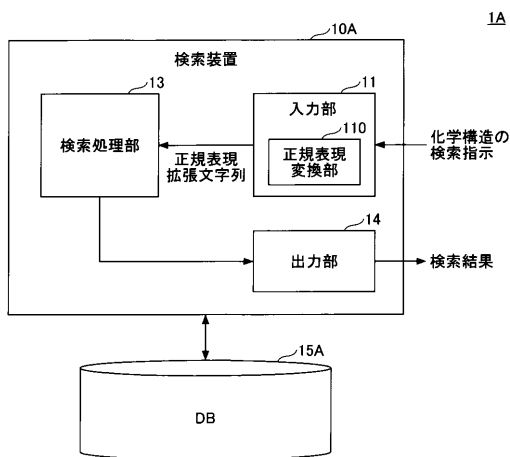 1A
10A
検索装置
13
検索処理部
正規表現
拡張文字列
11
入力部
110
正規表現
変換部
化学構造の
検索指示
14
出力部
検索結果
15A
DB